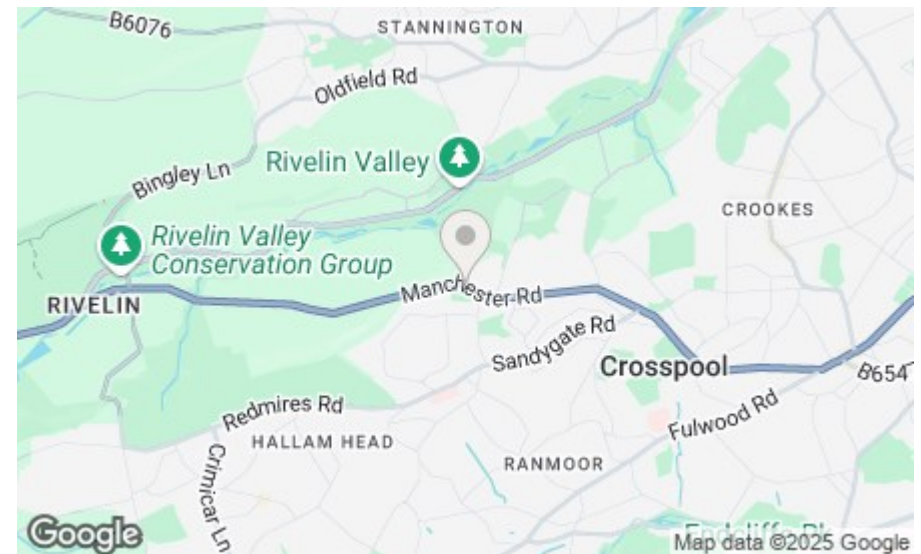 B6076
STANNINGTON
Oldfield Rd
Rivelin Valley
Bingley Ln
CROOKES
Rivelin Valley
Conservation Group
Manchester Rd
RIVELIN
Sandygate Rd
Crosspool
B654
Redmires Rd
Fulwood Rd
HALLAM HEAD
RANMOOR
Crimicar Ln
Google
Map data ©2025 Google